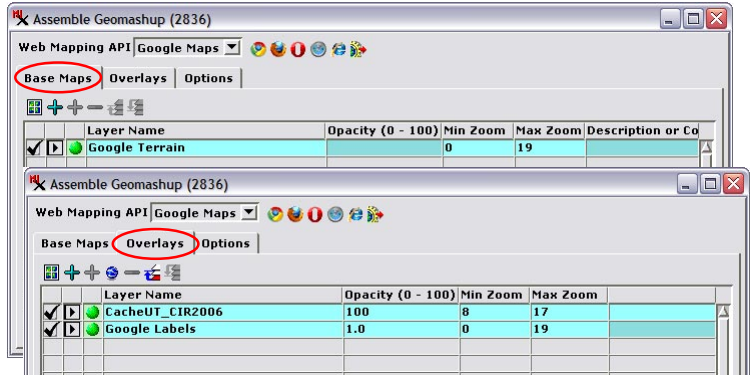 Assemble Geomashup (2836)
Web Mapping API Google Maps
Base Maps Overlays Options
Layer Name Opacity (0 - 100) Min Zoom Max Zoom Description or Co
Google Terrain 0 19
Assemble Geomashup (2836)
Web Mapping API Google Maps
Base Maps Overlays Options
Layer Name Opacity (0 - 100) Min Zoom Max Zoom
CacheUT_CIR2006 100 8 17
Google Labels 1.0 0 19